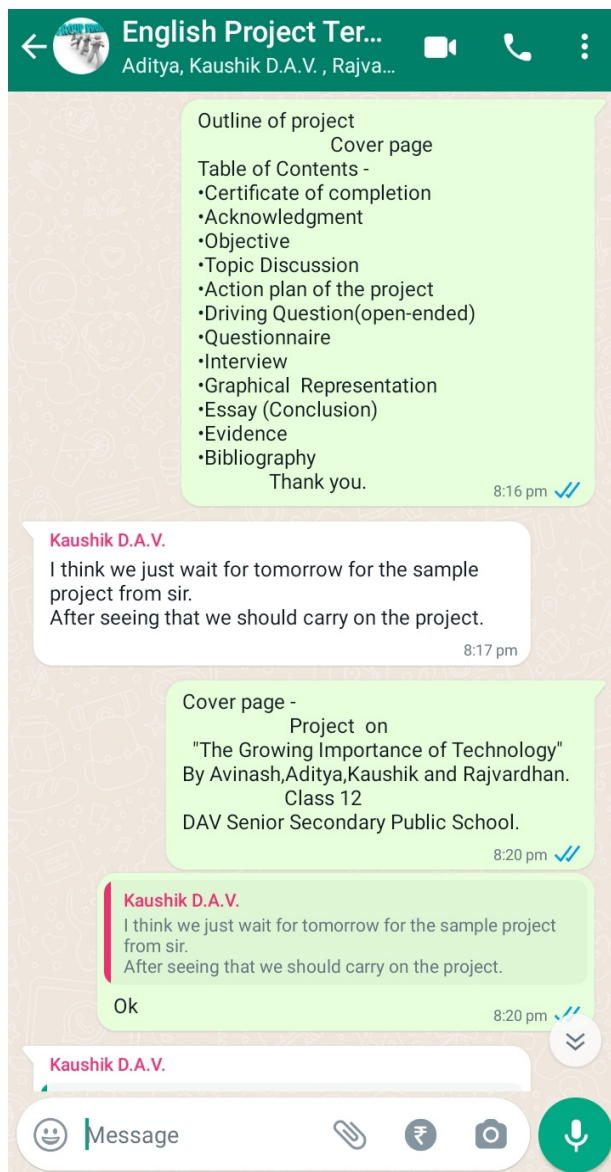 English Project Ter...
Aditya, Kaushik D.A.V. , Rajva...
Outline of project
Cover page
Table of Contents -
•Certificate of completion
•Acknowledgment
•Objective
•Topic Discussion
•Action plan of the project
•Driving Question(open-ended)
•Questionnaire
•Interview
•Graphical Representation
•Essay (Conclusion)
•Evidence
•Bibliography
Thank you.
8:16 pm
Kaushik D.A.V.
I think we just wait for tomorrow for the sample
project from sir.
After seeing that we should carry on the project.
8:17 pm
Cover page -
Project on
"The Growing Importance of Technology"
By Avinash,Aditya,Kaushik and Rajvardhan.
Class 12
DAV Senior Secondary Public School.
8:20 pm
Kaushik D.A.V.
I think we just wait for tomorrow for the sample project
from sir.
After seeing that we should carry on the project.
Ok
8:20 pm
Kaushik D.A.V.
Message
₹